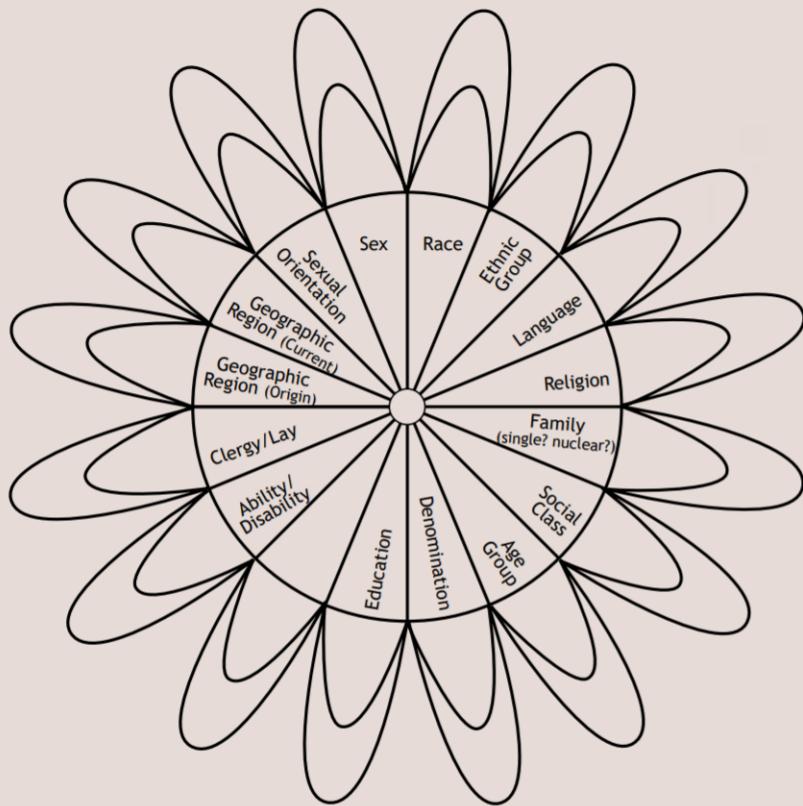 Sex
Race
Ethnic
Group
Language
Religion
Family
(single? nuclear?)
Social
Class
Age
Group
Denomination
Education
Ability/
Disability
Clergy/Lay
Geographic
Region (Origin)
Geographic
Region (Current)
Sexual
Orientation